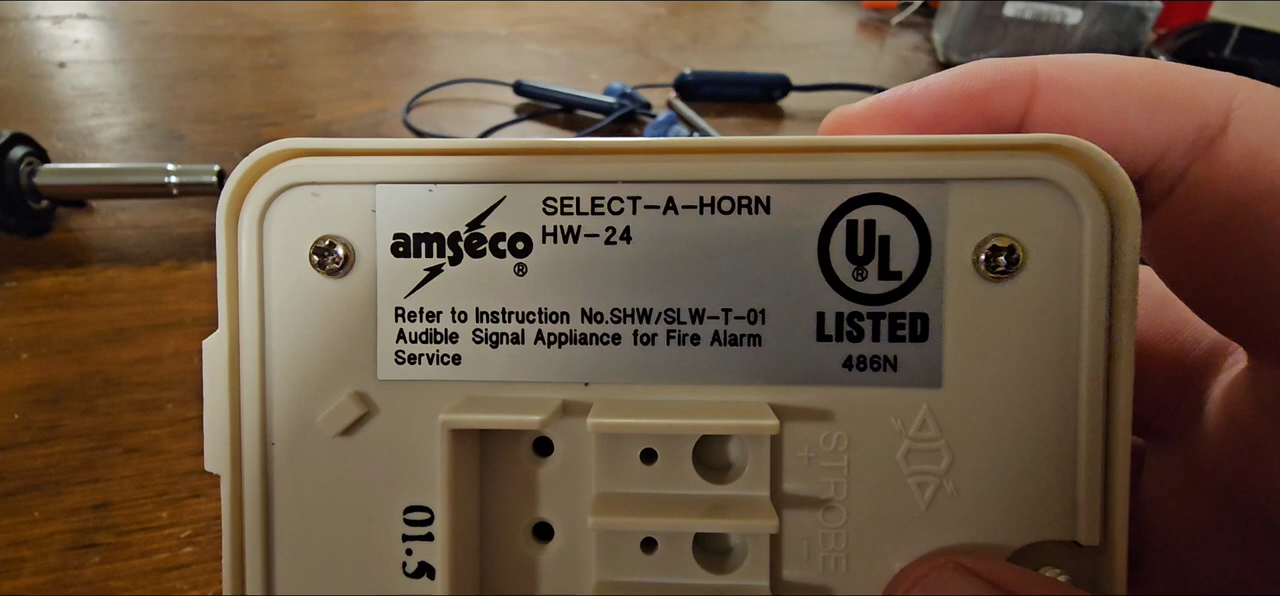 amseco®
SELECT-A-HORN
HW-24
Refer to Instruction No.SHW/SLW-T-01
Audible Signal Appliance for Fire Alarm
Service
UL®
LISTED
486N
STROBE
+ −
01.5